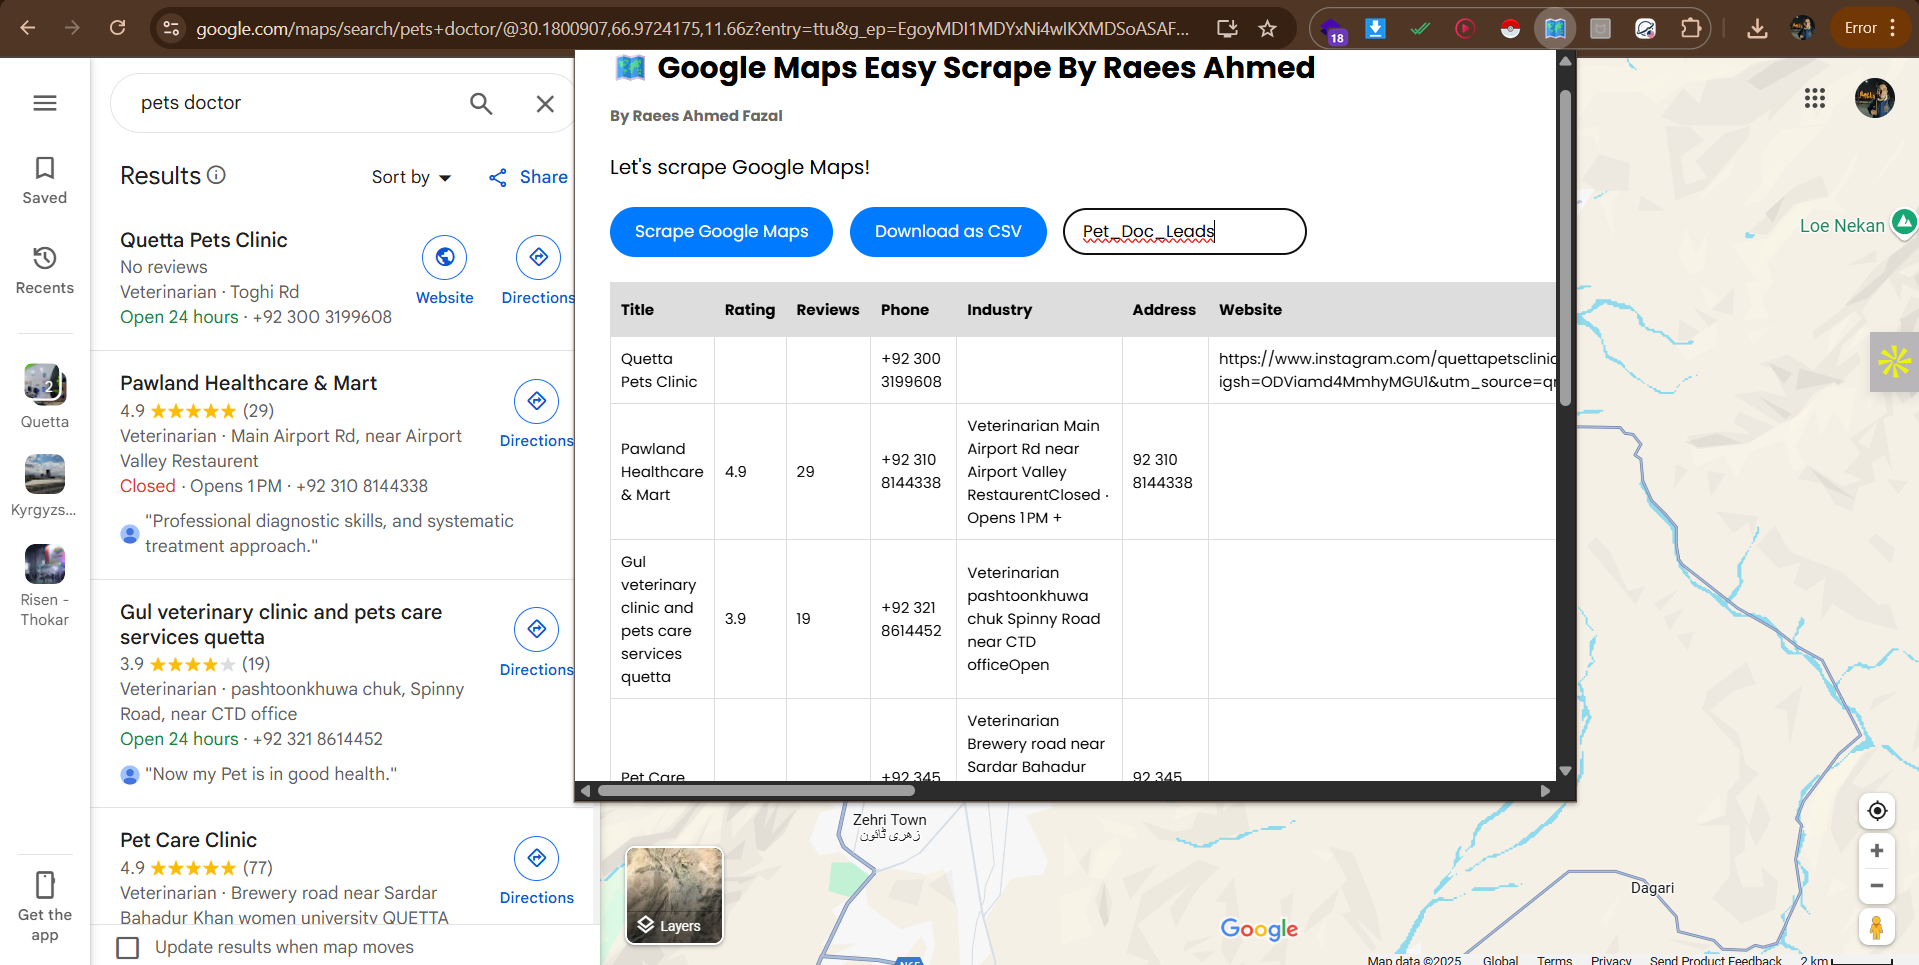 google.com/maps/search/pets+doctor/@30.1800907,66.9724175,11.66z?entry=ttu&g_ep=EgoyMDI1MDYxNi4wIKXMDSoASAF...
18
Error
pets doctor
Saved
Recents
2
Quetta
Kyrgyzs...
Risen -
Thokar
Get the
app
Results
Sort by
Share
Quetta Pets Clinic
No reviews
Veterinarian · Toghi Rd
Open 24 hours · +92 300 3199608
Website
Directions
Pawland Healthcare & Mart
4.9 (29)
Veterinarian · Main Airport Rd, near Airport
Valley Restaurent
Closed · Opens 1 PM · +92 310 8144338
Directions
"Professional diagnostic skills, and systematic
treatment approach."
Gul veterinary clinic and pets care
services quetta
3.9 (19)
Veterinarian · pashtoonkhuwa chuk, Spinny
Road, near CTD office
Open 24 hours · +92 321 8614452
Directions
"Now my Pet is in good health."
Pet Care Clinic
4.9 (77)
Veterinarian · Brewery road near Sardar
Bahadur Khan women university QUETTA
Directions
Update results when map moves
Google Maps Easy Scrape By Raees Ahmed
By Raees Ahmed Fazal
Let's scrape Google Maps!
Scrape Google Maps
Download as CSV
Pet_Doc_Leads
Title Rating Reviews Phone Industry Address Website
Quetta
Pets Clinic
+92 300
3199608
https://www.instagram.com/quettapetsclinic
igsh=ODViamd4MmhyMGU1&utm_source=qr
Pawland
Healthcare
& Mart
4.9
29
+92 310
8144338
Veterinarian Main
Airport Rd near
Airport Valley
RestaurentClosed ·
Opens 1 PM +
92 310
8144338
Gul
veterinary
clinic and
pets care
services
quetta
3.9
19
+92 321
8614452
Veterinarian
pashtoonkhuwa
chuk Spinny Road
near CTD
officeOpen
Pet Care
+92 345
Veterinarian
Brewery road near
Sardar Bahadur
92 345
Loe Nekan
Zehri Town
زهری ٹاؤن
Dagari
N65
Layers
Google
Map data ©2025 Global Terms Privacy Send Product Feedback 2 km